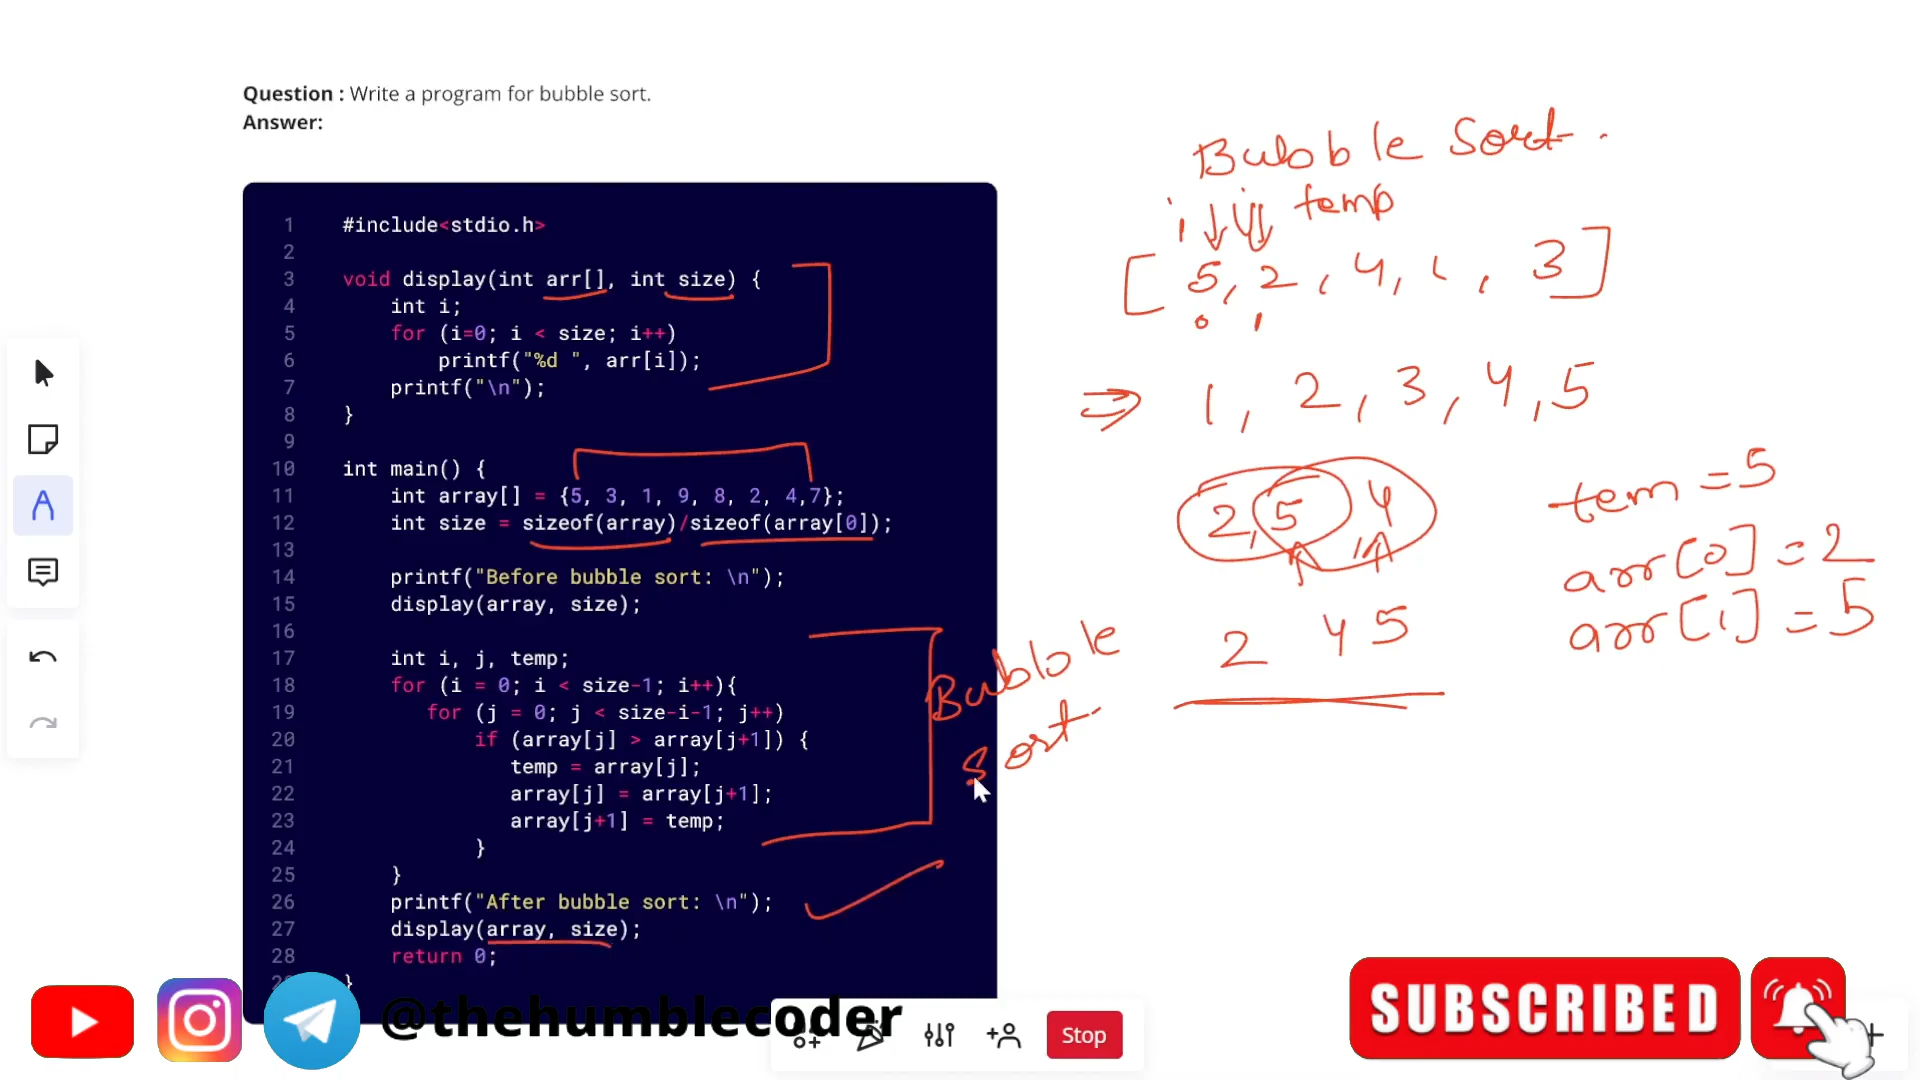 Question : Write a program for bubble sort.
Answer:
1 #include<stdio.h>
2
3 void display(int arr[], int size) {
4 int i;
5 for (i=0; i < size; i++)
6 printf("%d ", arr[i]);
7 printf("\n");
8 }
9
10 int main() {
11 int array[] = {5, 3, 1, 9, 8, 2, 4,7};
12 int size = sizeof(array)/sizeof(array[0]);
13
14 printf("Before bubble sort: \n");
15 display(array, size);
16
17 int i, j, temp;
18 for (i = 0; i < size-1; i++){
19 for (j = 0; j < size-i-1; j++)
20 if (array[j] > array[j+1]) {
21 temp = array[j];
22 array[j] = array[j+1];
23 array[j+1] = temp;
24 }
25 }
26 printf("After bubble sort: \n");
27 display(array, size);
28 return 0;
}
Bubble Sort.
i temp
[5, 2, 4, 1, 3]
0 1
⇒ 1, 2, 3, 4, 5
2, 5 4
2 4 5
tem = 5
arr[0] = 2
arr[1] = 5
Bubble
Sort
@thehumblecoder
Stop
SUBSCRIBED